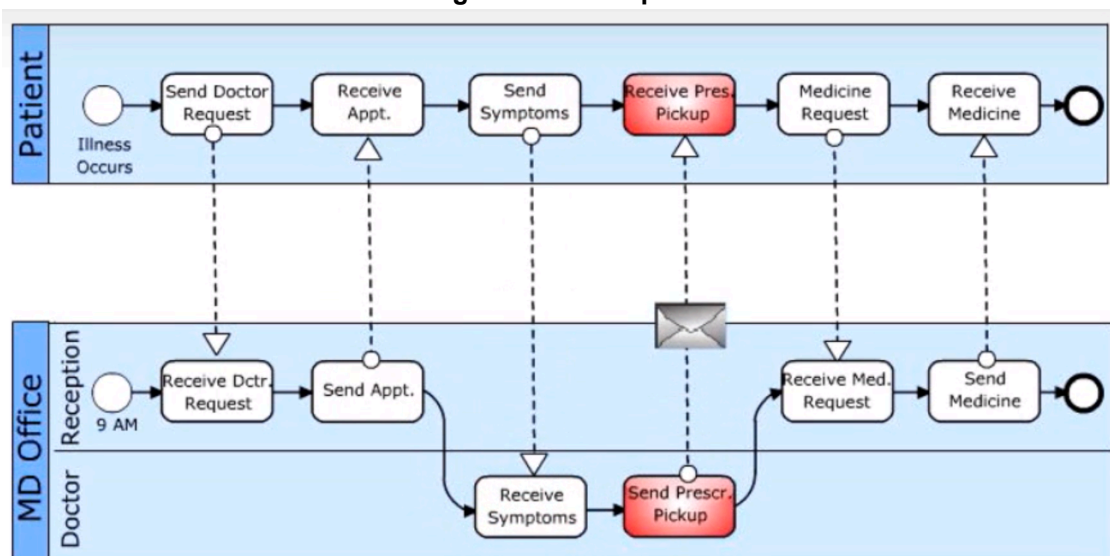 Patient
Send Doctor
Request
Receive
Appt.
Send
Symptoms
Receive Pres.
Pickup
Medicine
Request
Receive
Medicine
Illness
Occurs
MD Office
Reception
Receive Dctr.
Request
Send Appt.
Receive Med.
Request
Send
Medicine
9 AM
Doctor
Receive
Symptoms
Send Prescr.
Pickup